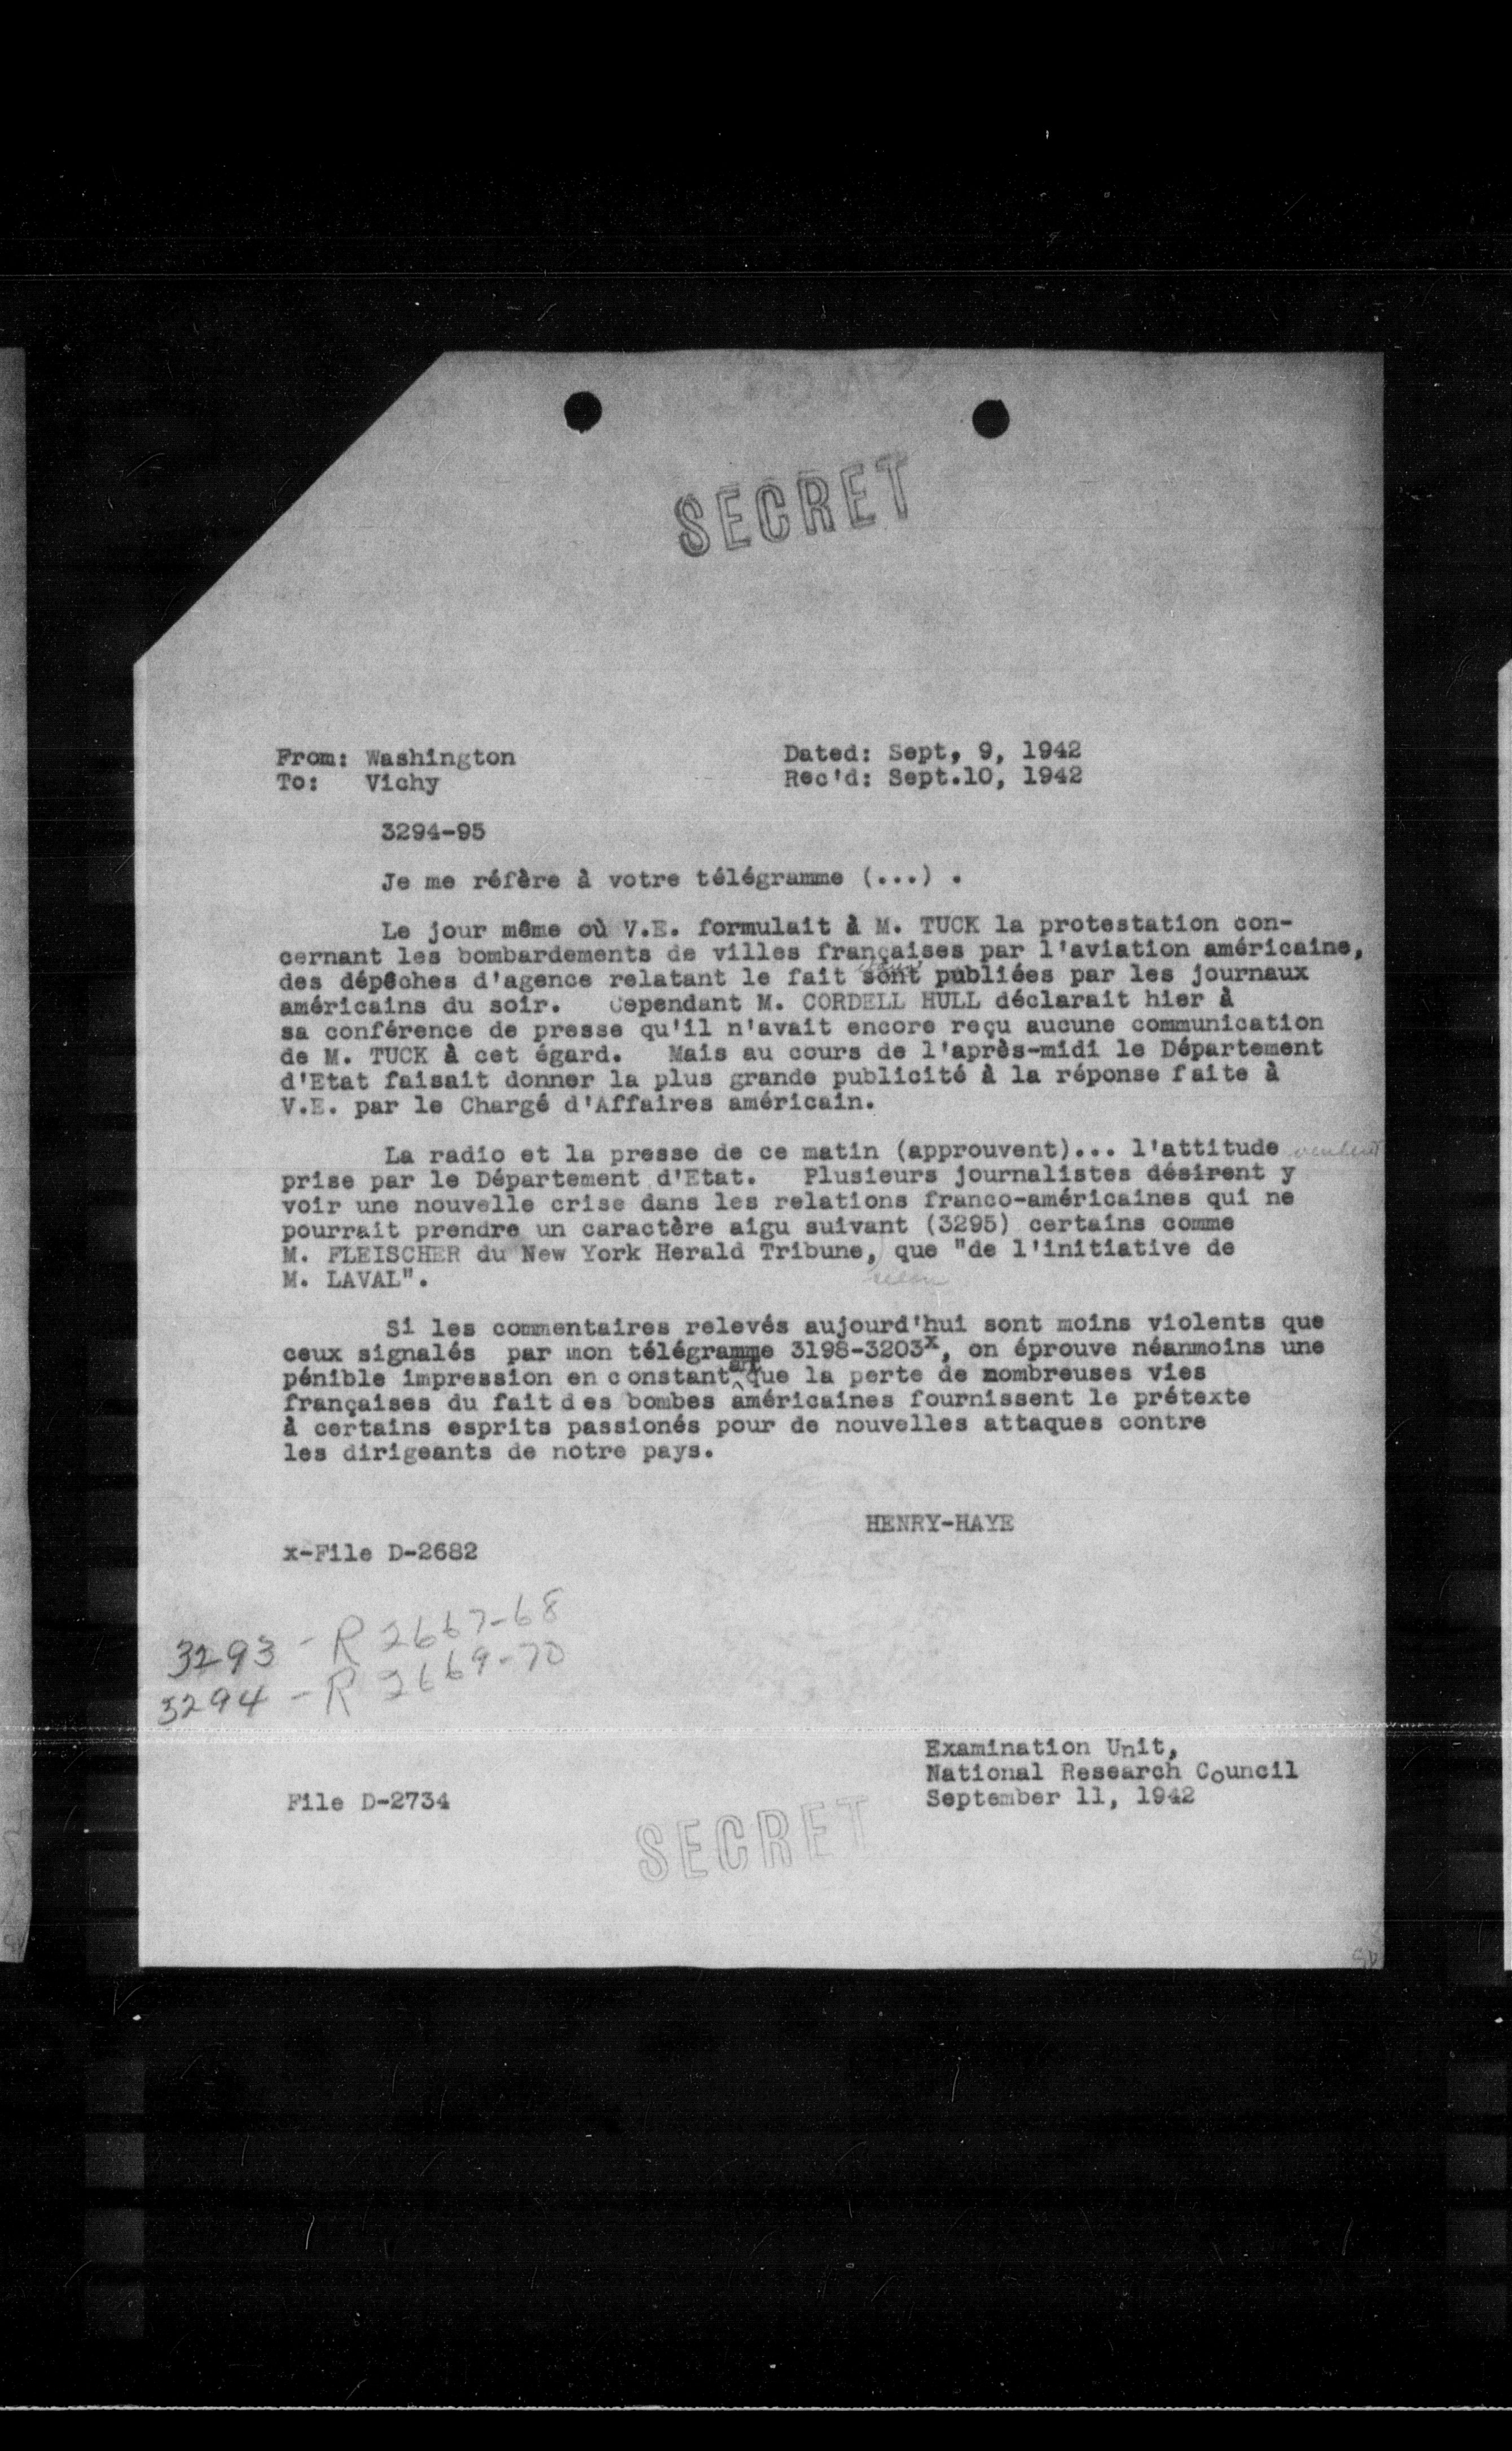 SECRET
From: Washington Dated: Sept, 9, 1942
To: Vichy Rec'd: Sept.10, 1942
3294-95
Je me réfère à votre télégramme (...) .
Le jour même où V.E. formulait à M. TUCK la protestation con-
cernant les bombardements de villes françaises par l'aviation américaine,
des dépêches d'agence relatant le fait sont publiées par les journaux
américains du soir. Cependant M. CORDELL HULL déclarait hier à
sa conférence de presse qu'il n'avait encore reçu aucune communication
de M. TUCK à cet égard. Mais au cours de l'après-midi le Département
d'Etat faisait donner la plus grande publicité à la réponse faite à
V.E. par le Chargé d'Affaires américain.
La radio et la presse de ce matin (approuvent)... l'attitude veulent
prise par le Département d'Etat. Plusieurs journalistes désirent y
voir une nouvelle crise dans les relations franco-américaines qui ne
pourrait prendre un caractère aigu suivant (3295) certains comme
M. FLEISCHER du New York Herald Tribune, que "de l'initiative de
M. LAVAL".
selon
Si les commentaires relevés aujourd'hui sont moins violents que
ceux signalés par mon télégramme 3198-3203x, on éprouve néanmoins une
pénible impression en constant ant que la perte de nombreuses vies
françaises du fait des bombes américaines fournissent le prétexte
à certains esprits passionés pour de nouvelles attaques contre
les dirigeants de notre pays.
HENRY-HAYE
x-File D-2682
3293 - R 2667-68
3294 - R 2669-70
Examination Unit,
National Research Council
File D-2734 September 11, 1942
SECRET